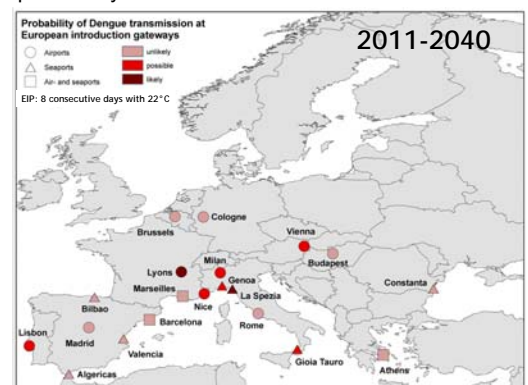 Probability of Dengue transmission at
European introduction gateways
2011-2040
Airports
unlikely
Seaports
possible
Air- and seaports
likely
EIP: 8 consecutive days with 22°C
Brussels
Cologne
Vienna
Budapest
Lyons
Milan
Constanta
Marseilles
Genoa
La Spezia
Bilbao
Nice
Lisbon
Madrid
Barcelona
Rome
Valencia
Gioia Tauro
Athens
Algericas